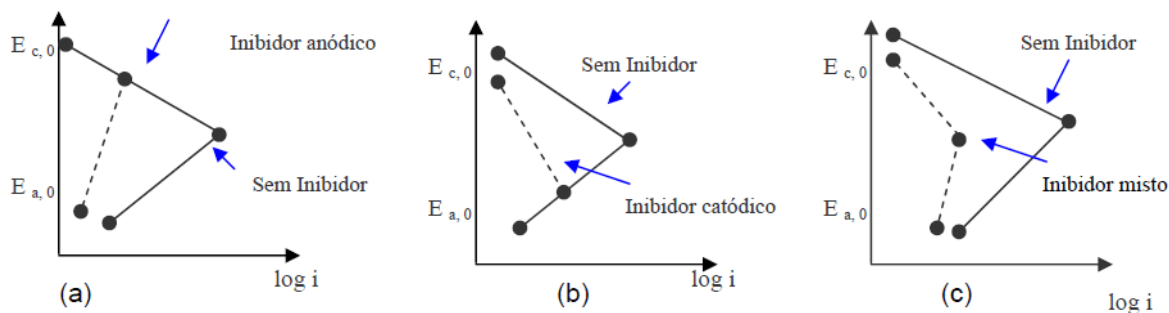 E c, 0
Inibidor anódico
E a, 0
Sem Inibidor
log i
(a)
E c, 0
Sem Inibidor
E a, 0
Inibidor catódico
log i
(b)
E c, 0
Sem Inibidor
Inibidor misto
E a, 0
log i
(c)